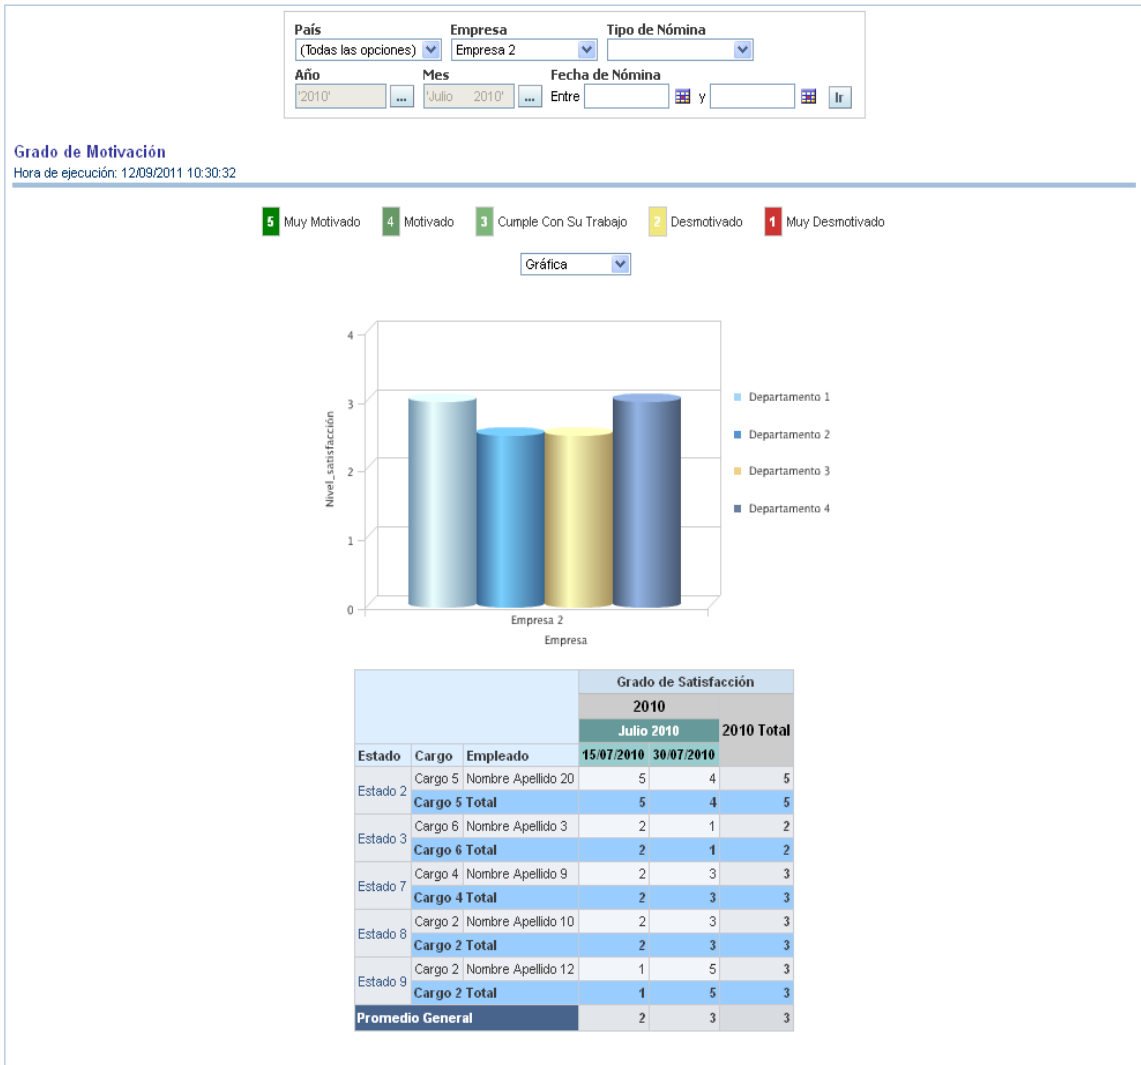 País Empresa Tipo de Nómina
(Todas las opciones) Empresa 2
Año Mes Fecha de Nómina
'2010' ... 'Julio 2010' ... Entre y Ir
Grado de Motivación
Hora de ejecución: 12/09/2011 10:30:32
5 Muy Motivado 4 Motivado 3 Cumple Con Su Trabajo 2 Desmotivado 1 Muy Desmotivado
Gráfica
4
3
2
1
0
Nivel_satisfacción
Empresa 2
Empresa
Departamento 1
Departamento 2
Departamento 3
Departamento 4
Grado de Satisfacción
2010
Julio 2010 2010 Total
Estado Cargo Empleado 15/07/2010 30/07/2010
Estado 2 Cargo 5 Nombre Apellido 20 5 4 5
Cargo 5 Total 5 4 5
Estado 3 Cargo 6 Nombre Apellido 3 2 1 2
Cargo 6 Total 2 1 2
Estado 7 Cargo 4 Nombre Apellido 9 2 3 3
Cargo 4 Total 2 3 3
Estado 8 Cargo 2 Nombre Apellido 10 2 3 3
Cargo 2 Total 2 3 3
Estado 9 Cargo 2 Nombre Apellido 12 1 5 3
Cargo 2 Total 1 5 3
Promedio General 2 3 3